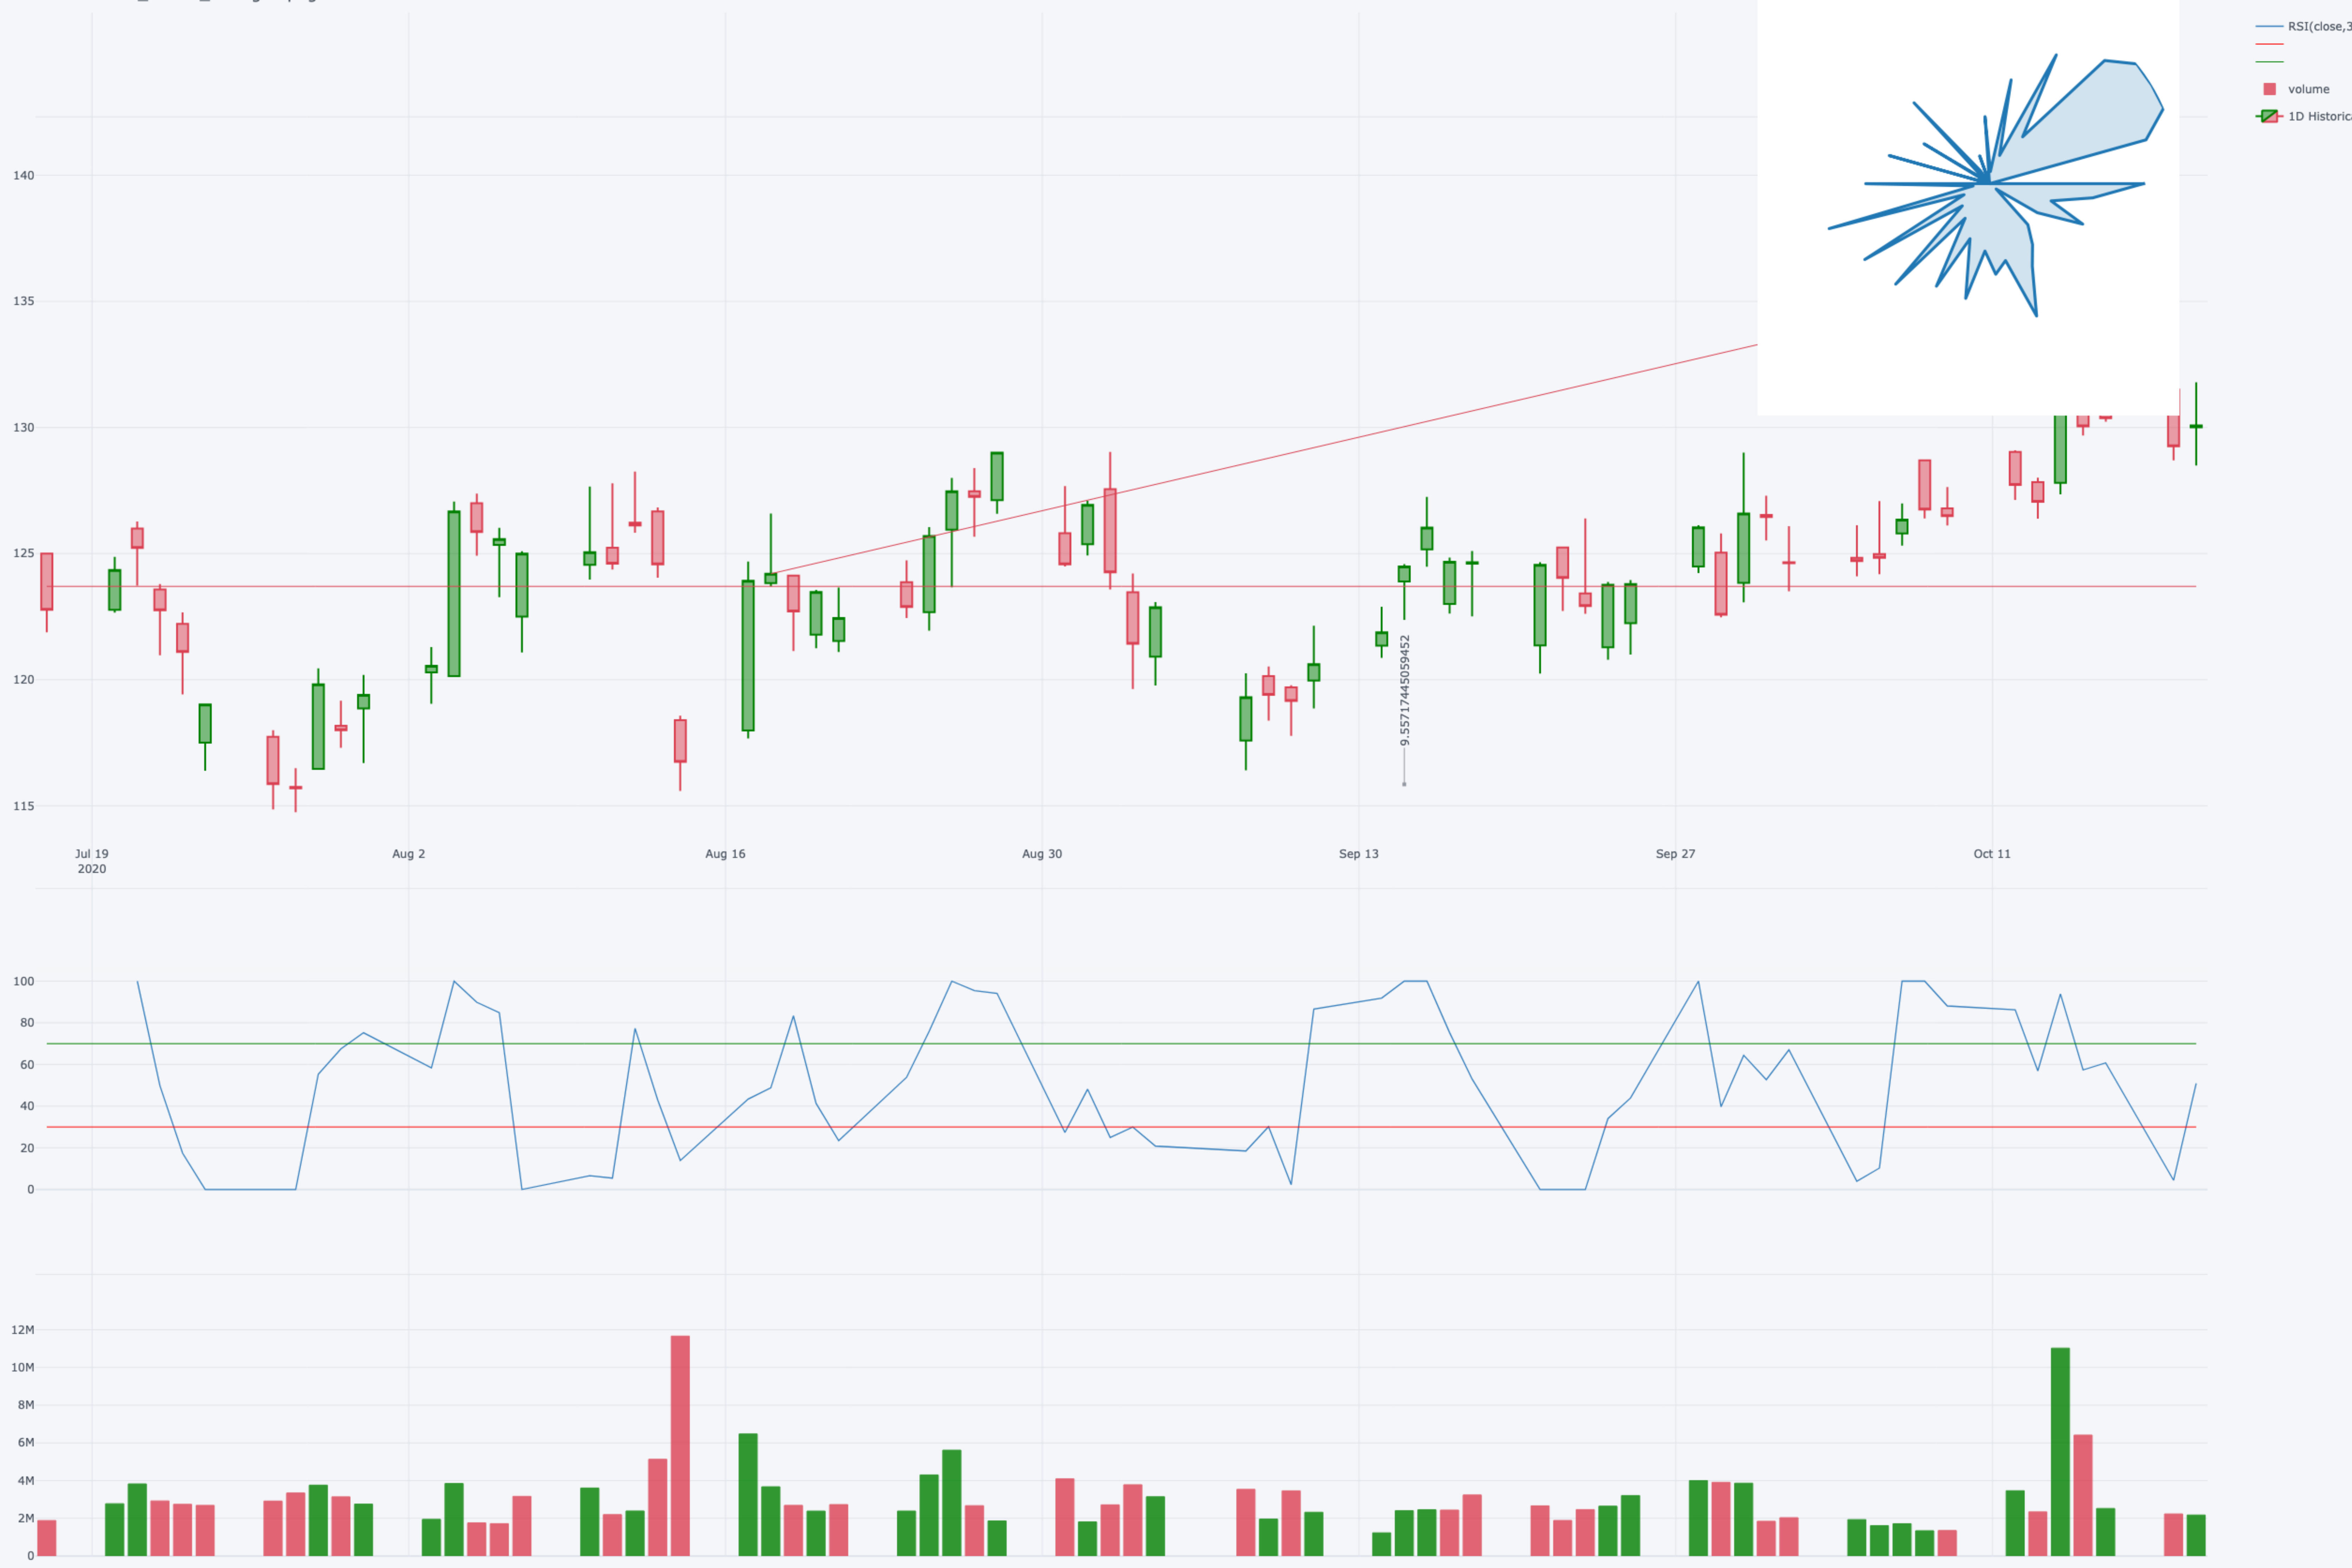 RSI(close,3
volume
1D Historic
140
135
130
125
120
115
9.557174450594 52
Jul 19
2020
Aug 2
Aug 16
Aug 30
Sep 13
Sep 27
Oct 11
100
80
60
40
20
0
12M
10M
8M
6M
4M
2M
0